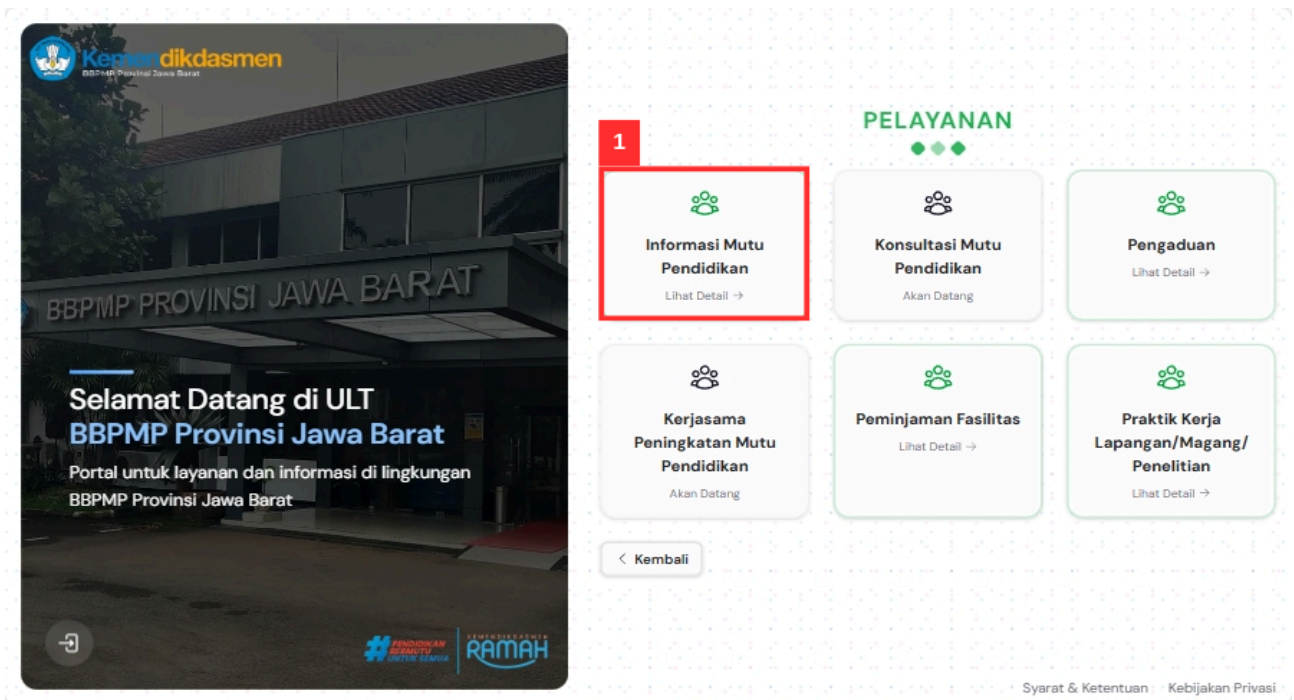 Kemendikdasmen
BBPMP Provinsi Jawa Barat
BBPMP PROVINSI JAWA BARAT
Selamat Datang di ULT
BBPMP Provinsi Jawa Barat
Portal untuk layanan dan informasi di lingkungan
BBPMP Provinsi Jawa Barat
#PENDIDIKAN
BERMUTU
UNTUK SEMUA
KEMENDIKDASMEN
RAMAH
PELAYANAN
1
Informasi Mutu
Pendidikan
Lihat Detail →
Konsultasi Mutu
Pendidikan
Akan Datang
Pengaduan
Lihat Detail →
Kerjasama
Peningkatan Mutu
Pendidikan
Akan Datang
Peminjaman Fasilitas
Lihat Detail →
Praktik Kerja
Lapangan/Magang/
Penelitian
Lihat Detail →
< Kembali
Syarat & Ketentuan
Kebijakan Privasi